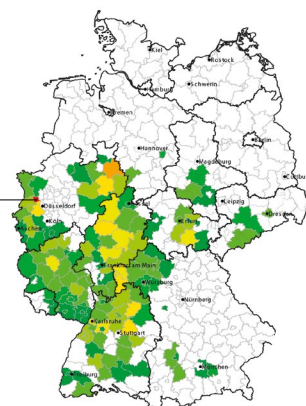 Kiel
Rostock
Hamburg
Schwerin
Bremen
Hannover
Berlin
Magdeburg
Cottbus
Düsseldorf
Kassel
Leipzig
Dresden
Köln
Aachen
Erfurt
Frankfurt am Main
Würzburg
Nürnberg
Karlsruhe
Stuttgart
Freiburg
München